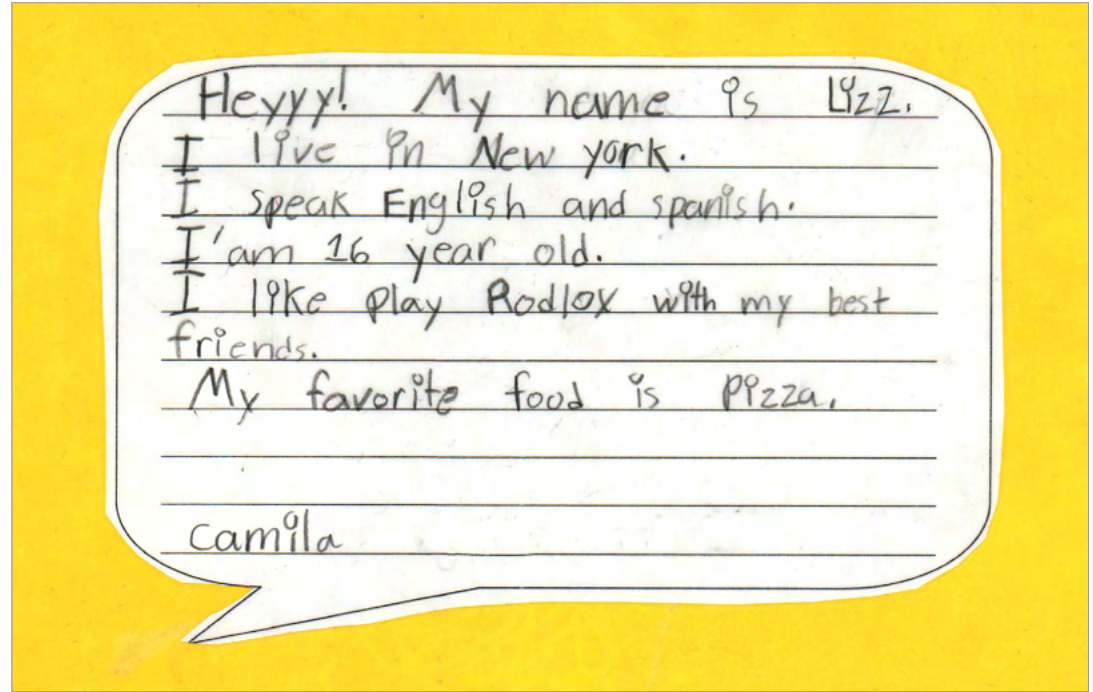 Heyyy! My name is Lizz.
I live in New york.
I speak English and spanish.
I'am 16 year old.
I like play Rodlox with my best
friends.
My favorite food is Pizza.
camila